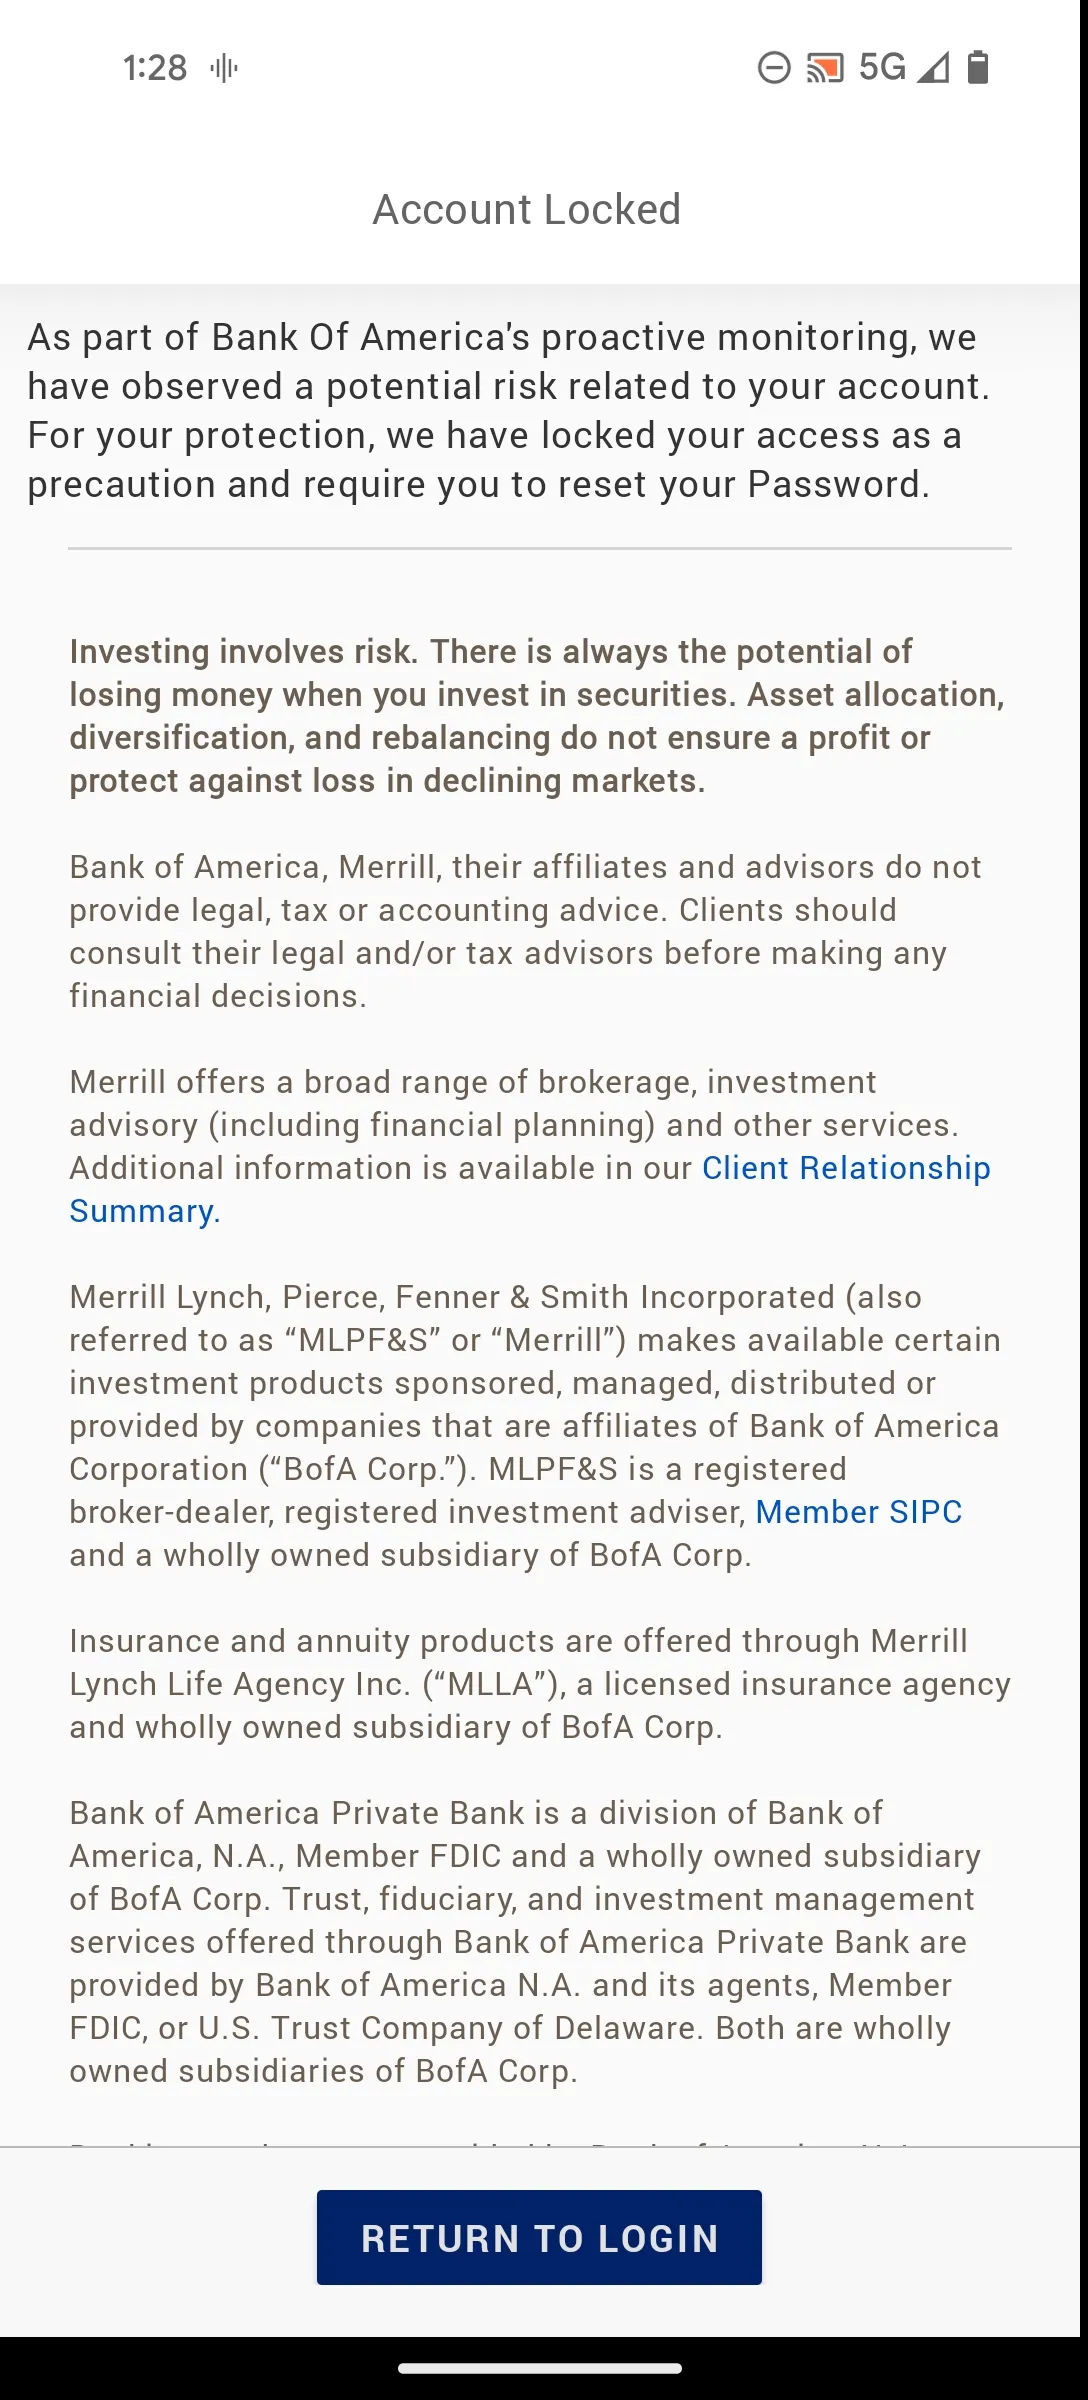 1:28
5G
Account Locked
As part of Bank Of America's proactive monitoring, we
have observed a potential risk related to your account.
For your protection, we have locked your access as a
precaution and require you to reset your Password.
Investing involves risk. There is always the potential of
losing money when you invest in securities. Asset allocation,
diversification, and rebalancing do not ensure a profit or
protect against loss in declining markets.
Bank of America, Merrill, their affiliates and advisors do not
provide legal, tax or accounting advice. Clients should
consult their legal and/or tax advisors before making any
financial decisions.
Merrill offers a broad range of brokerage, investment
advisory (including financial planning) and other services.
Additional information is available in our Client Relationship
Summary.
Merrill Lynch, Pierce, Fenner & Smith Incorporated (also
referred to as “MLPF&S” or “Merrill”) makes available certain
investment products sponsored, managed, distributed or
provided by companies that are affiliates of Bank of America
Corporation (“BofA Corp.”). MLPF&S is a registered
broker-dealer, registered investment adviser, Member SIPC
and a wholly owned subsidiary of BofA Corp.
Insurance and annuity products are offered through Merrill
Lynch Life Agency Inc. (“MLLA”), a licensed insurance agency
and wholly owned subsidiary of BofA Corp.
Bank of America Private Bank is a division of Bank of
America, N.A., Member FDIC and a wholly owned subsidiary
of BofA Corp. Trust, fiduciary, and investment management
services offered through Bank of America Private Bank are
provided by Bank of America N.A. and its agents, Member
FDIC, or U.S. Trust Company of Delaware. Both are wholly
owned subsidiaries of BofA Corp.
RETURN TO LOGIN